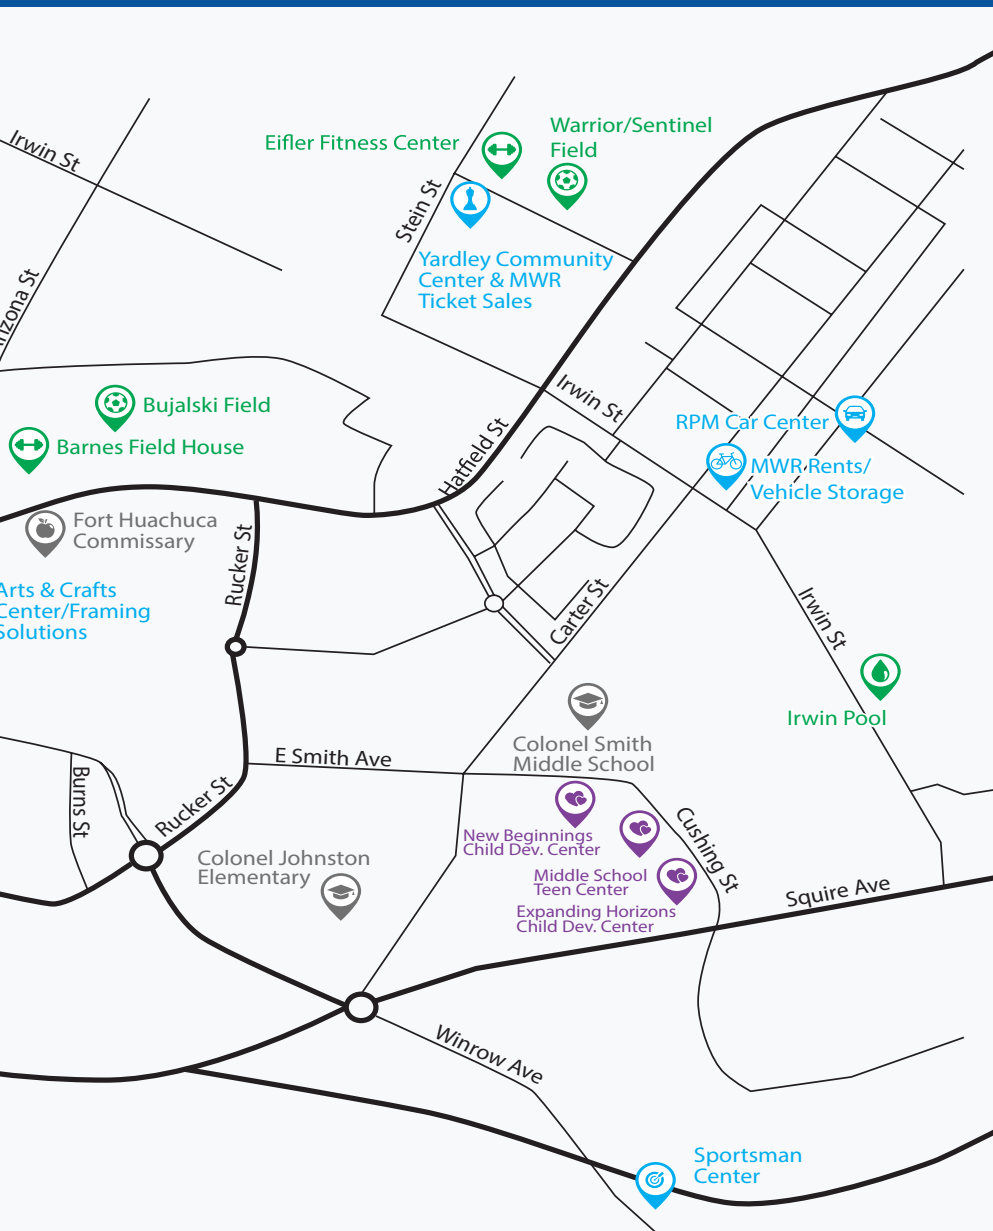 Irwin St
Eifler Fitness Center
Warrior/Sentinel
Field
Stein St
Yardley Community
Center & MWR
Ticket Sales
Bujalski Field
Barnes Field House
Irwin St
RPM Car Center
MWR Rents/
Vehicle Storage
Hatfield St
Fort Huachuca
Commissary
Rucker St
Arts & Crafts
Center/Framing
Solutions
Carter St
Irwin St
Irwin Pool
Colonel Smith
Middle School
E Smith Ave
Burns St
Rucker St
New Beginnings
Child Dev. Center
Cushing St
Colonel Johnston
Elementary
Middle School
Teen Center
Expanding Horizons
Child Dev. Center
Squire Ave
Winrow Ave
Sportsman
Center